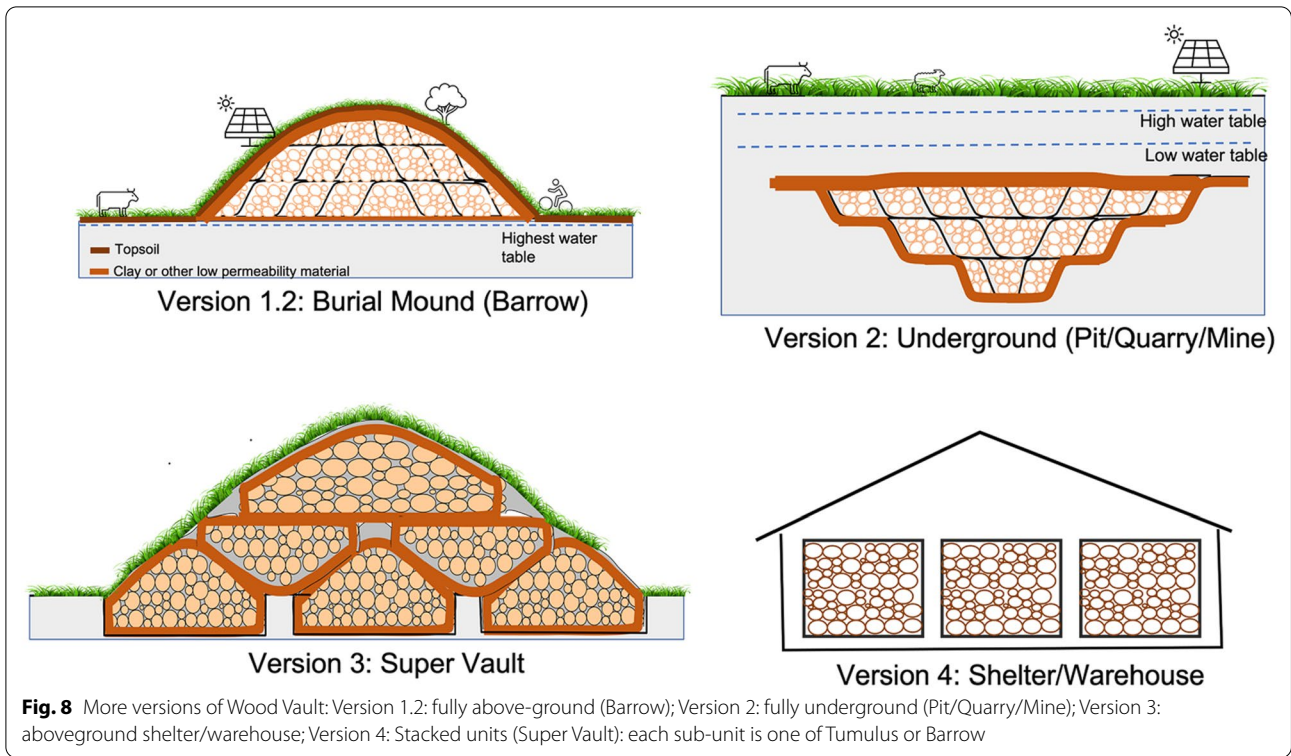 High water table
Low water table
Highest water
table
Topsoil
Clay or other low permeability material
Version 1.2: Burial Mound (Barrow)
Version 2: Underground (Pit/Quarry/Mine)
Version 3: Super Vault
Version 4: Shelter/Warehouse
Fig. 8 More versions of Wood Vault: Version 1.2: fully above-ground (Barrow); Version 2: fully underground (Pit/Quarry/Mine); Version 3:
aboveground shelter/warehouse; Version 4: Stacked units (Super Vault): each sub-unit is one of Tumulus or Barrow